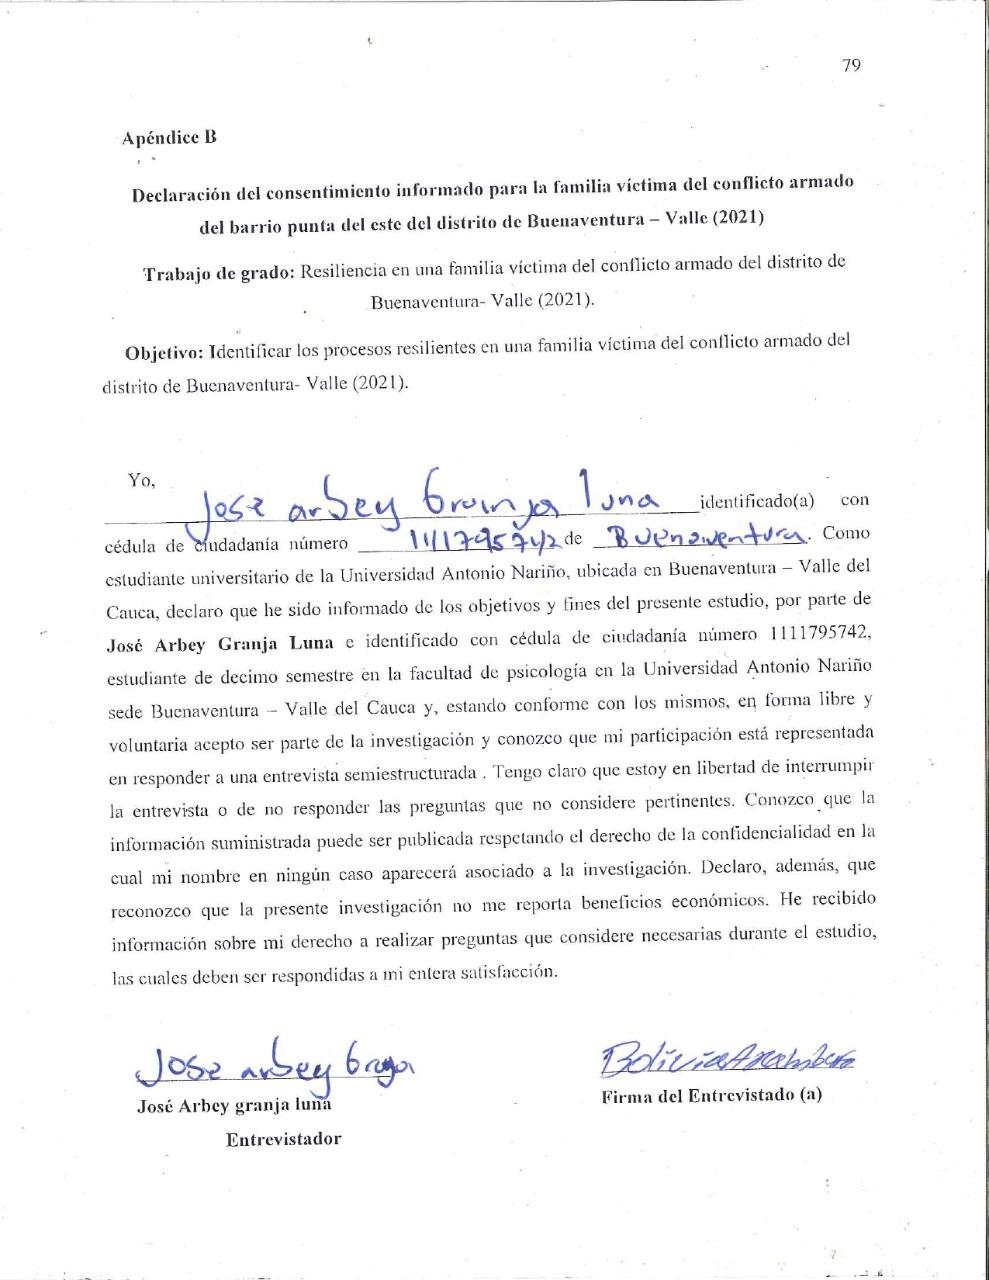 79
Apéndice B
Declaración del consentimiento informado para la familia víctima del conflicto armado
del barrio punta del este del distrito de Buenaventura – Valle (2021)
Trabajo de grado: Resiliencia en una familia víctima del conflicto armado del distrito de
Buenaventura- Valle (2021).
Objetivo: Identificar los procesos resilientes en una familia víctima del conflicto armado del
distrito de Buenaventura- Valle (2021).
Yo,
Jose arbey Granja luna identificado(a) con
cédula de ciudadanía número 1111795742 de Buenaventura. Como
estudiante universitario de la Universidad Antonio Nariño, ubicada en Buenaventura – Valle del
Cauca, declaro que he sido informado de los objetivos y fines del presente estudio, por parte de
José Arbey Granja Luna e identificado con cédula de ciudadanía número 1111795742,
estudiante de decimo semestre en la facultad de psicología en la Universidad Antonio Nariño
sede Buenaventura – Valle del Cauca y, estando conforme con los mismos, en forma libre y
voluntaria acepto ser parte de la investigación y conozco que mi participación está representada
en responder a una entrevista semiestructurada . Tengo claro que estoy en libertad de interrumpir
la entrevista o de no responder las preguntas que no considere pertinentes. Conozco que la
información suministrada puede ser publicada respetando el derecho de la confidencialidad en la
cual mi nombre en ningún caso aparecerá asociado a la investigación. Declaro, además, que
reconozco que la presente investigación no me reporta beneficios económicos. He recibido
información sobre mi derecho a realizar preguntas que considere necesarias durante el estudio,
las cuales deben ser respondidas a mi entera satisfacción.
Jose arbey Granja
José Arbey granja luna
Entrevistador
Bolivia
Firma del Entrevistado (a)